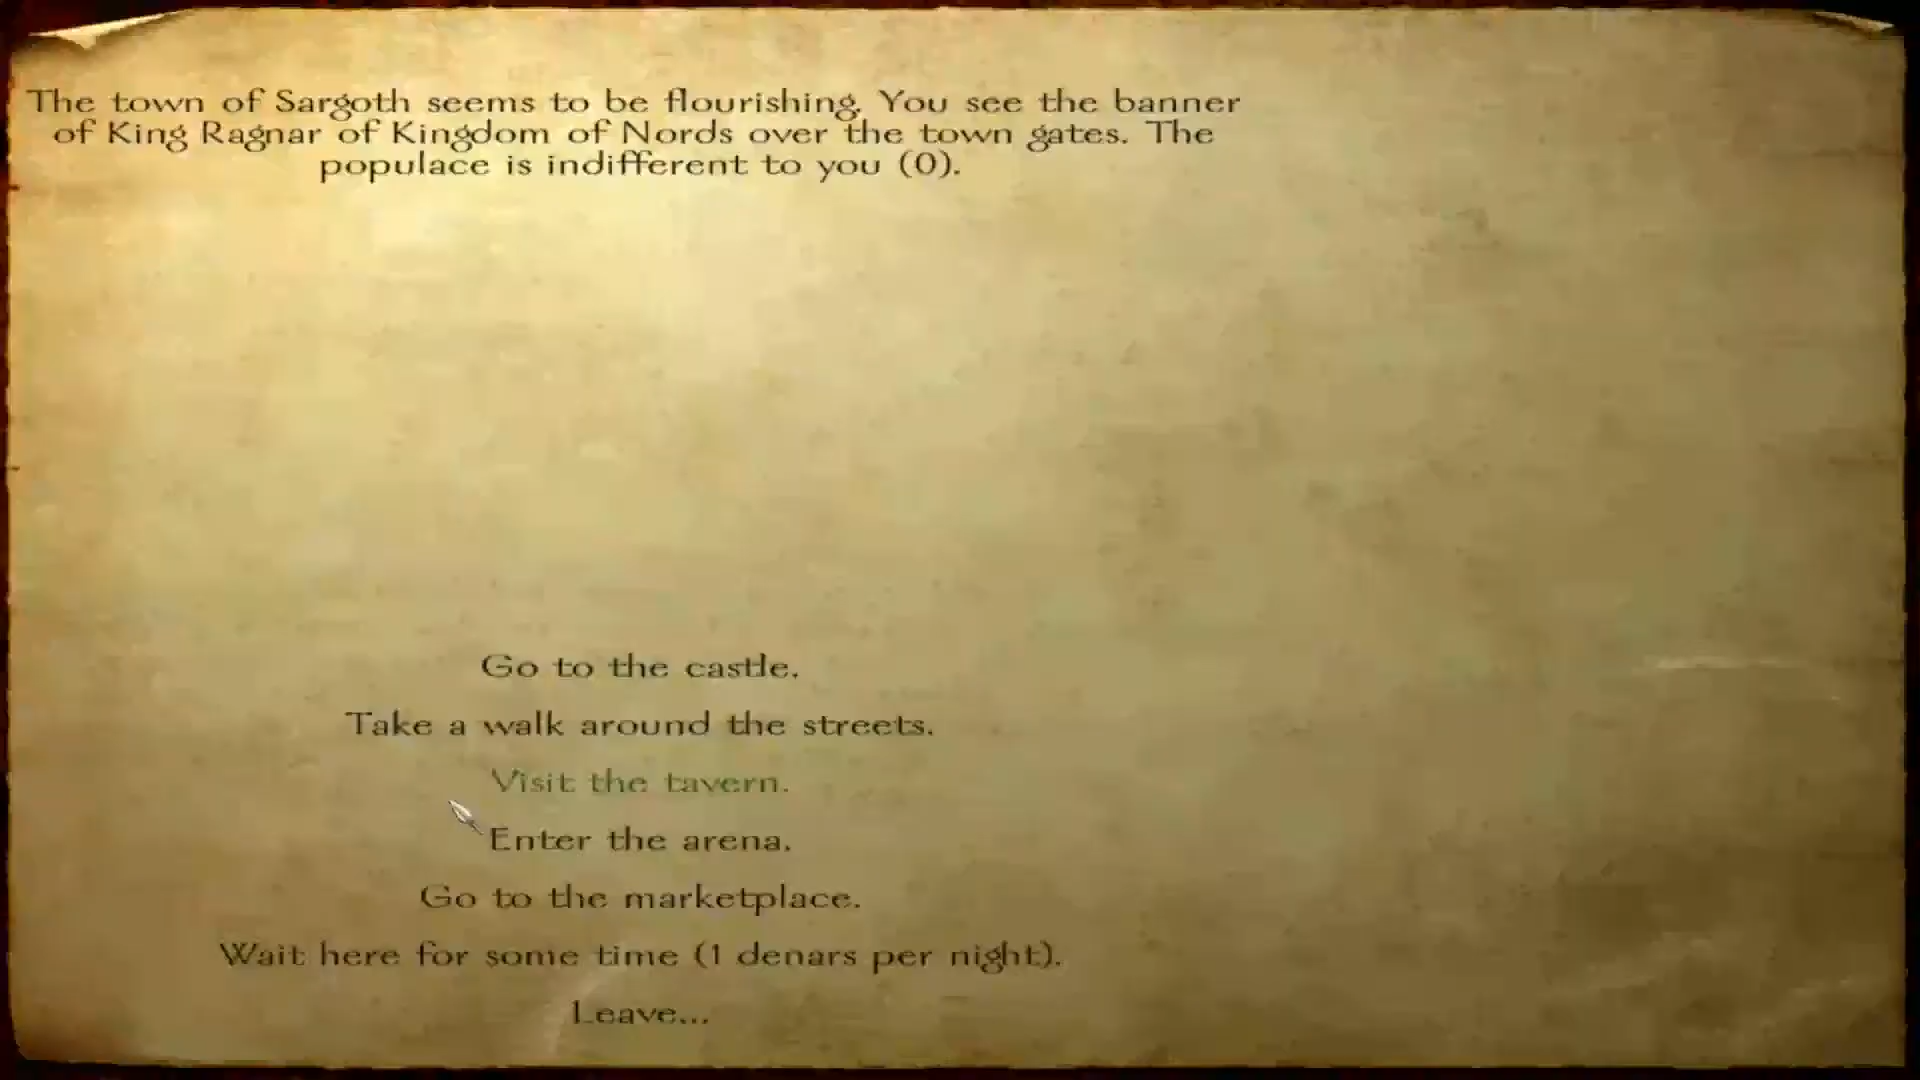 The town of Sargoth seems to be flourishing. You see the banner
of King Ragnar of Kingdom of Nords over the town gates. The
populace is indifferent to you (0).
Go to the castle.
Take a walk around the streets.
Visit the tavern.
Enter the arena.
Go to the marketplace.
Wait here for some time (1 denars per night).
Leave...